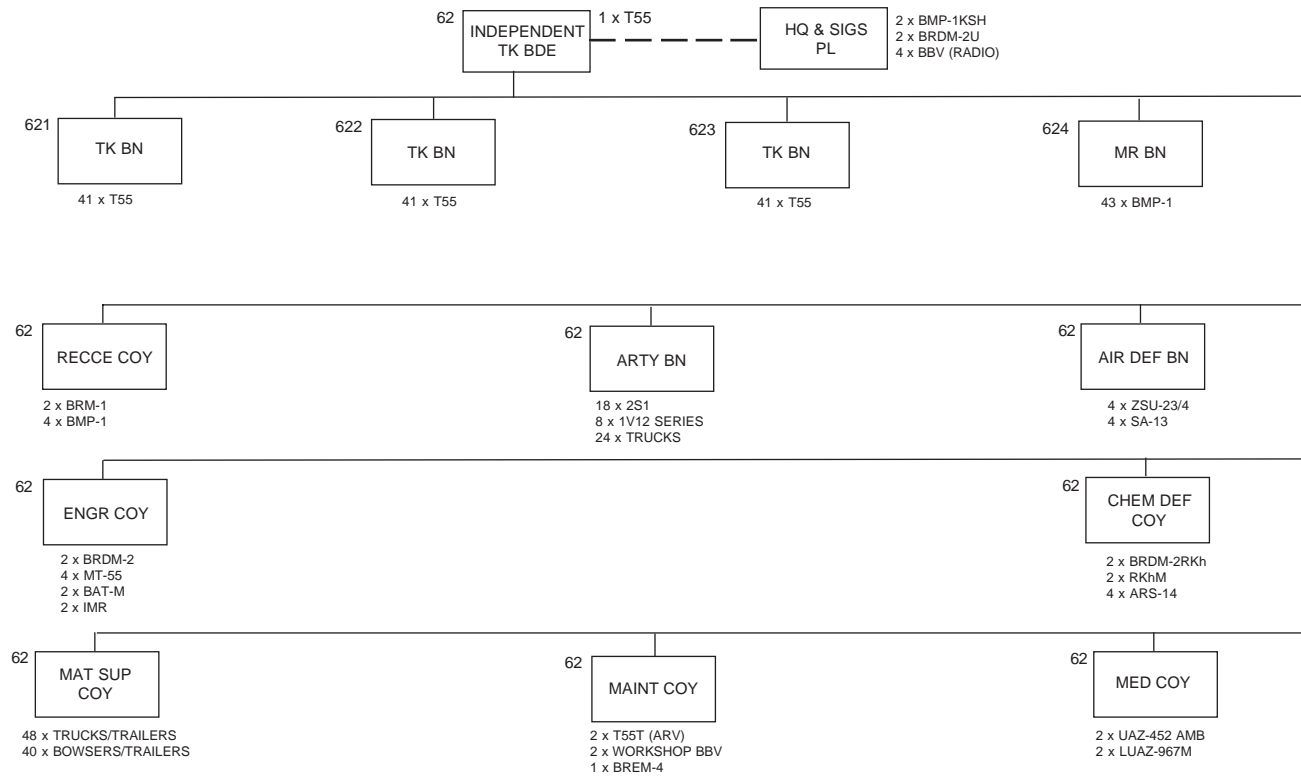 62
INDEPENDENT
TK BDE
1 x T55
HQ & SIGS
PL
2 x BMP-1KSH
2 x BRDM-2U
4 x BBV (RADIO)
621
TK BN
41 x T55
622
TK BN
41 x T55
623
TK BN
41 x T55
624
MR BN
43 x BMP-1
62
RECCE COY
2 x BRM-1
4 x BMP-1
62
ARTY BN
18 x 2S1
8 x 1V12 SERIES
24 x TRUCKS
62
AIR DEF BN
4 x ZSU-23/4
4 x SA-13
62
ENGR COY
2 x BRDM-2
4 x MT-55
2 x BAT-M
2 x IMR
62
CHEM DEF
COY
2 x BRDM-2RKh
2 x RKhM
4 x ARS-14
62
MAT SUP
COY
48 x TRUCKS/TRAILERS
40 x BOWSERS/TRAILERS
62
MAINT COY
2 x T55T (ARV)
2 x WORKSHOP BBV
1 x BREM-4
62
MED COY
2 x UAZ-452 AMB
2 x LUAZ-967M